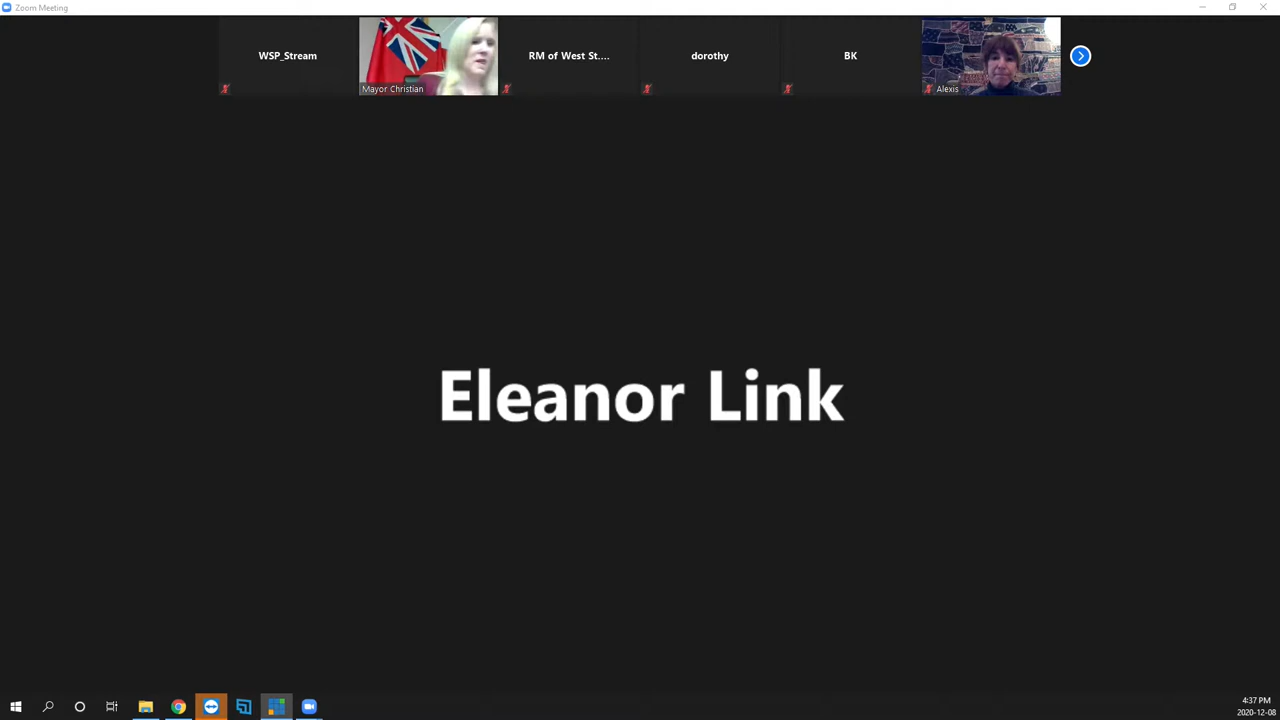 Zoom Meeting
WSP_Stream
Mayor Christian
RM of West St....
dorothy
BK
Alexis
Eleanor Link
4:37 PM
2020-12-08